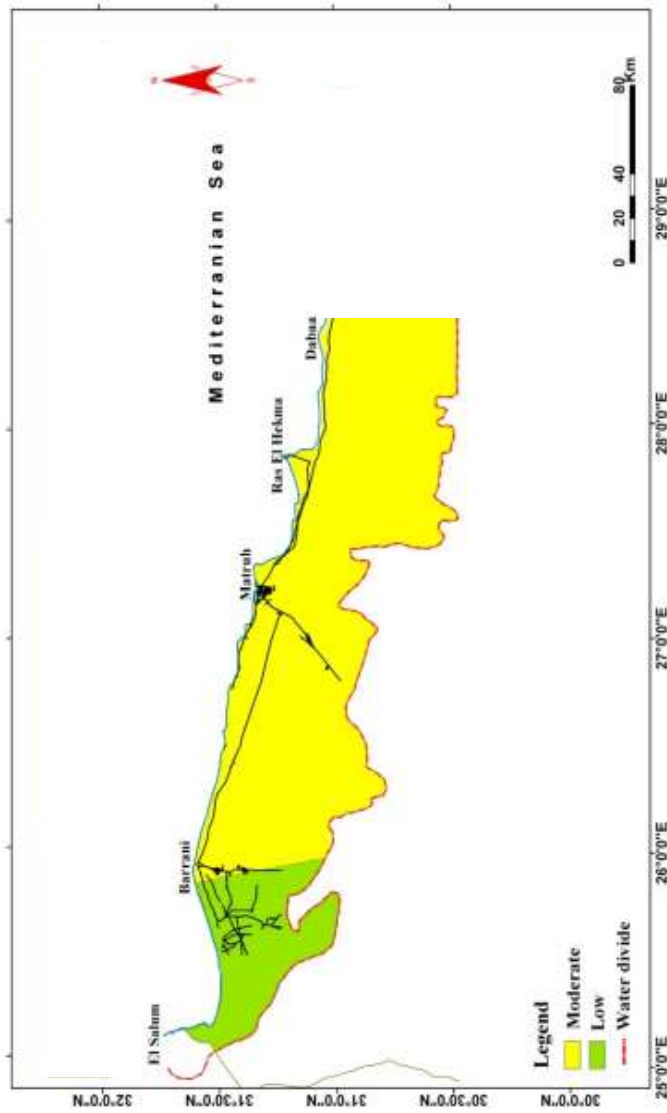 Mediterranian Sea
El Salum
Barrani
Matruh
Ras El Hekma
Dabaa
32°0'0"N
31°30'0"N
31°0'0"N
30°30'0"N
30°0'0"N
25°0'0"E
26°0'0"E
27°0'0"E
28°0'0"E
29°0'0"E
Legend
Moderate
Low
Water divide
0 20 40 80
Km